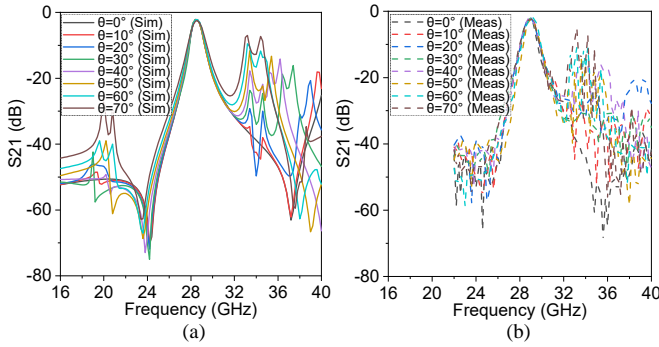 0
-20
-40
-60
-80
S21 (dB)
θ=0° (Sim)
θ=10° (Sim)
θ=20° (Sim)
θ=30° (Sim)
θ=40° (Sim)
θ=50° (Sim)
θ=60° (Sim)
θ=70° (Sim)
16 20 24 28 32 36 40
Frequency (GHz)
(a)
0
-20
-40
-60
-80
S21 (dB)
θ=0° (Meas)
θ=10° (Meas)
θ=20° (Meas)
θ=30° (Meas)
θ=40° (Meas)
θ=50° (Meas)
θ=60° (Meas)
θ=70° (Meas)
16 20 24 28 32 36 40
Frequency (GHz)
(b)